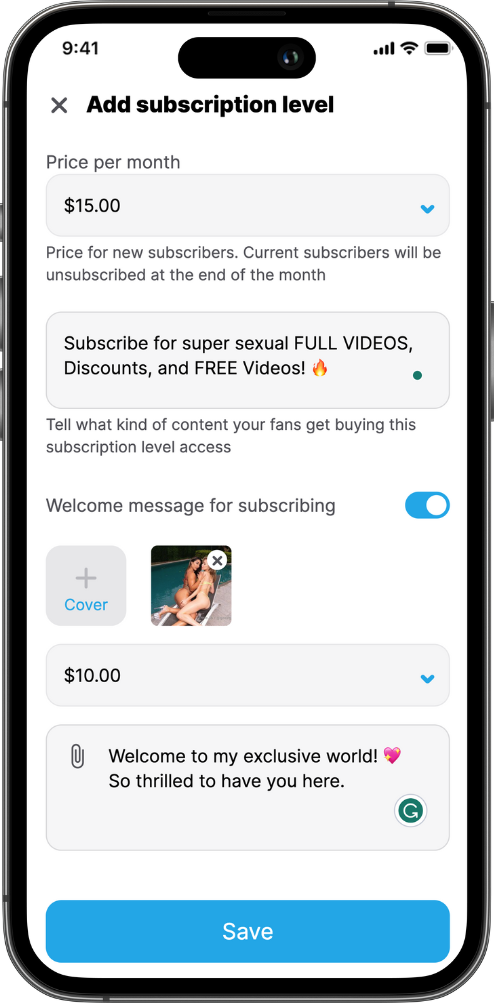 9:41
Add subscription level
Price per month
$15.00
Price for new subscribers. Current subscribers will be
unsubscribed at the end of the month
Subscribe for super sexual FULL VIDEOS,
Discounts, and FREE Videos! 🔥
Tell what kind of content your fans get buying this
subscription level access
Welcome message for subscribing
Cover
$10.00
Welcome to my exclusive world! 💖
So thrilled to have you here.
Save